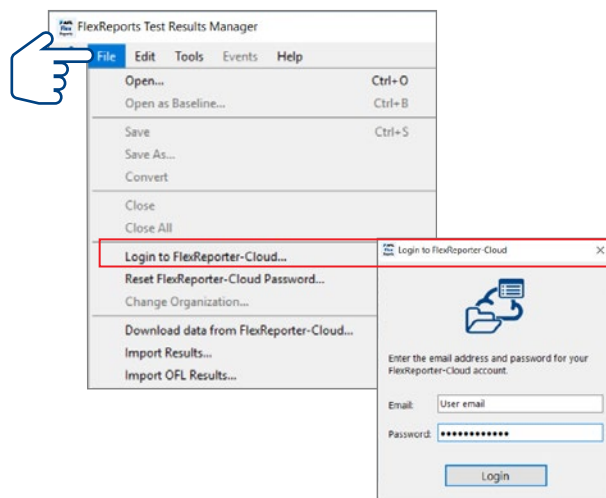 FlexReports Test Results Manager
File Edit Tools Events Help
Open... Ctrl+O
Open as Baseline... Ctrl+B
Save Ctrl+S
Save As...
Convert
Close
Close All
Login to FlexReporter-Cloud...
Reset FlexReporter-Cloud Password...
Change Organization...
Download data from FlexReporter-Cloud...
Import Results...
Import OFL Results...
Login to FlexReporter-Cloud
Enter the email address and password for your
FlexReporter-Cloud account.
Email: User email
Password: ••••••••••••
Login